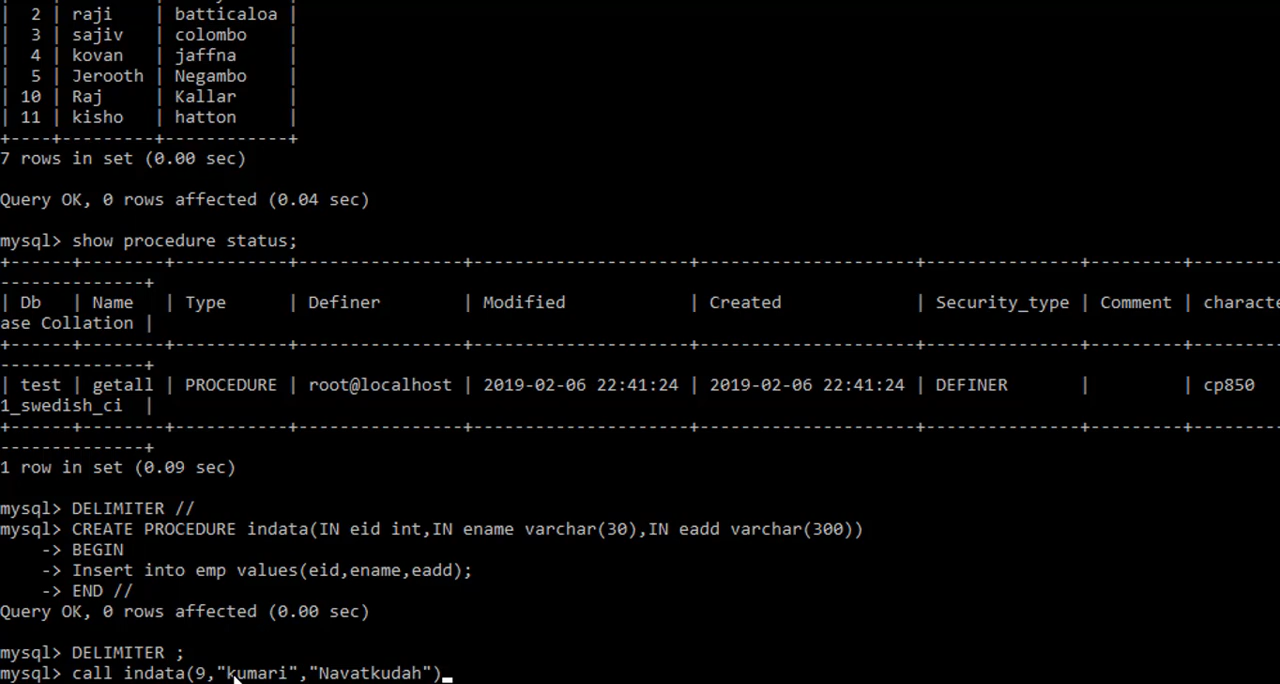 | 2 | raji | batticaloa |
| 3 | sajiv | colombo |
| 4 | kovan | jaffna |
| 5 | Jerooth | Negambo |
| 10 | Raj | Kallar |
| 11 | kisho | hatton |
+----+---------+------------+
7 rows in set (0.00 sec)
Query OK, 0 rows affected (0.04 sec)
mysql> show procedure status;
+------+--------+-----------+----------------+---------------------+---------------------+---------------+---------+--------
--------------+
| Db | Name | Type | Definer | Modified | Created | Security_type | Comment | characte
ase Collation |
+------+--------+-----------+----------------+---------------------+---------------------+---------------+---------+--------
--------------+
| test | getall | PROCEDURE | root@localhost | 2019-02-06 22:41:24 | 2019-02-06 22:41:24 | DEFINER | | cp850
1_swedish_ci |
+------+--------+-----------+----------------+---------------------+---------------------+---------------+---------+--------
--------------+
1 row in set (0.09 sec)
mysql> DELIMITER //
mysql> CREATE PROCEDURE indata(IN eid int,IN ename varchar(30),IN eadd varchar(300))
-> BEGIN
-> Insert into emp values(eid,ename,eadd);
-> END //
Query OK, 0 rows affected (0.00 sec)
mysql> DELIMITER ;
mysql> call indata(9,"kumari","Navatkudah")